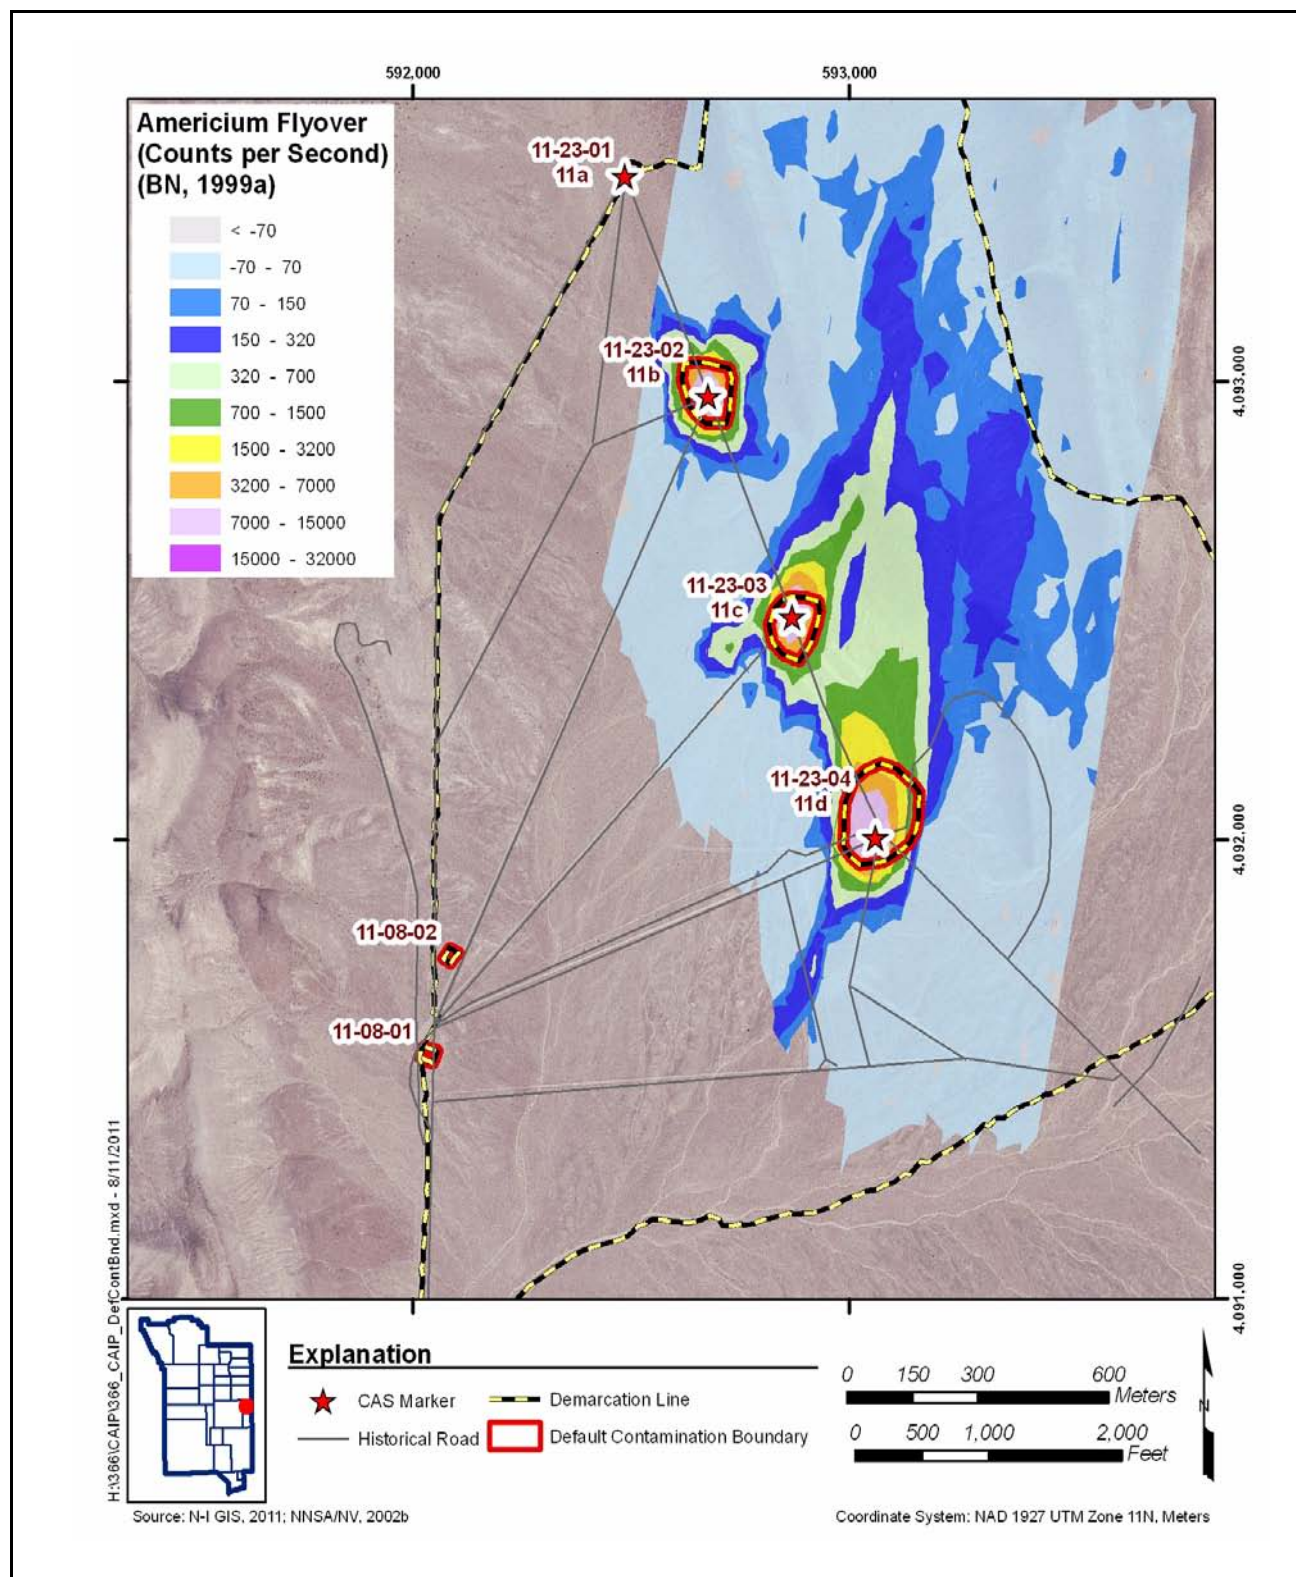 592,000
593,000
Americium Flyover
(Counts per Second)
(BN, 1999a)
< -70
-70 - 70
70 - 150
150 - 320
320 - 700
700 - 1500
1500 - 3200
3200 - 7000
7000 - 15000
15000 - 32000
11-23-01
11a
11-23-02
11b
4,093,000
11-23-03
11c
11-23-04
11d
4,092,000
11-08-02
11-08-01
4,091,000
H:\366\CAIP\366_CAIP_DefContBnd.mxd - 8/11/2011
Explanation
CAS Marker
Demarcation Line
Historical Road
Default Contamination Boundary
0 150 300 600
Meters
0 500 1,000 2,000
Feet
N
Source: N-I GIS, 2011; NNSA/NV, 2002b
Coordinate System: NAD 1927 UTM Zone 11N, Meters